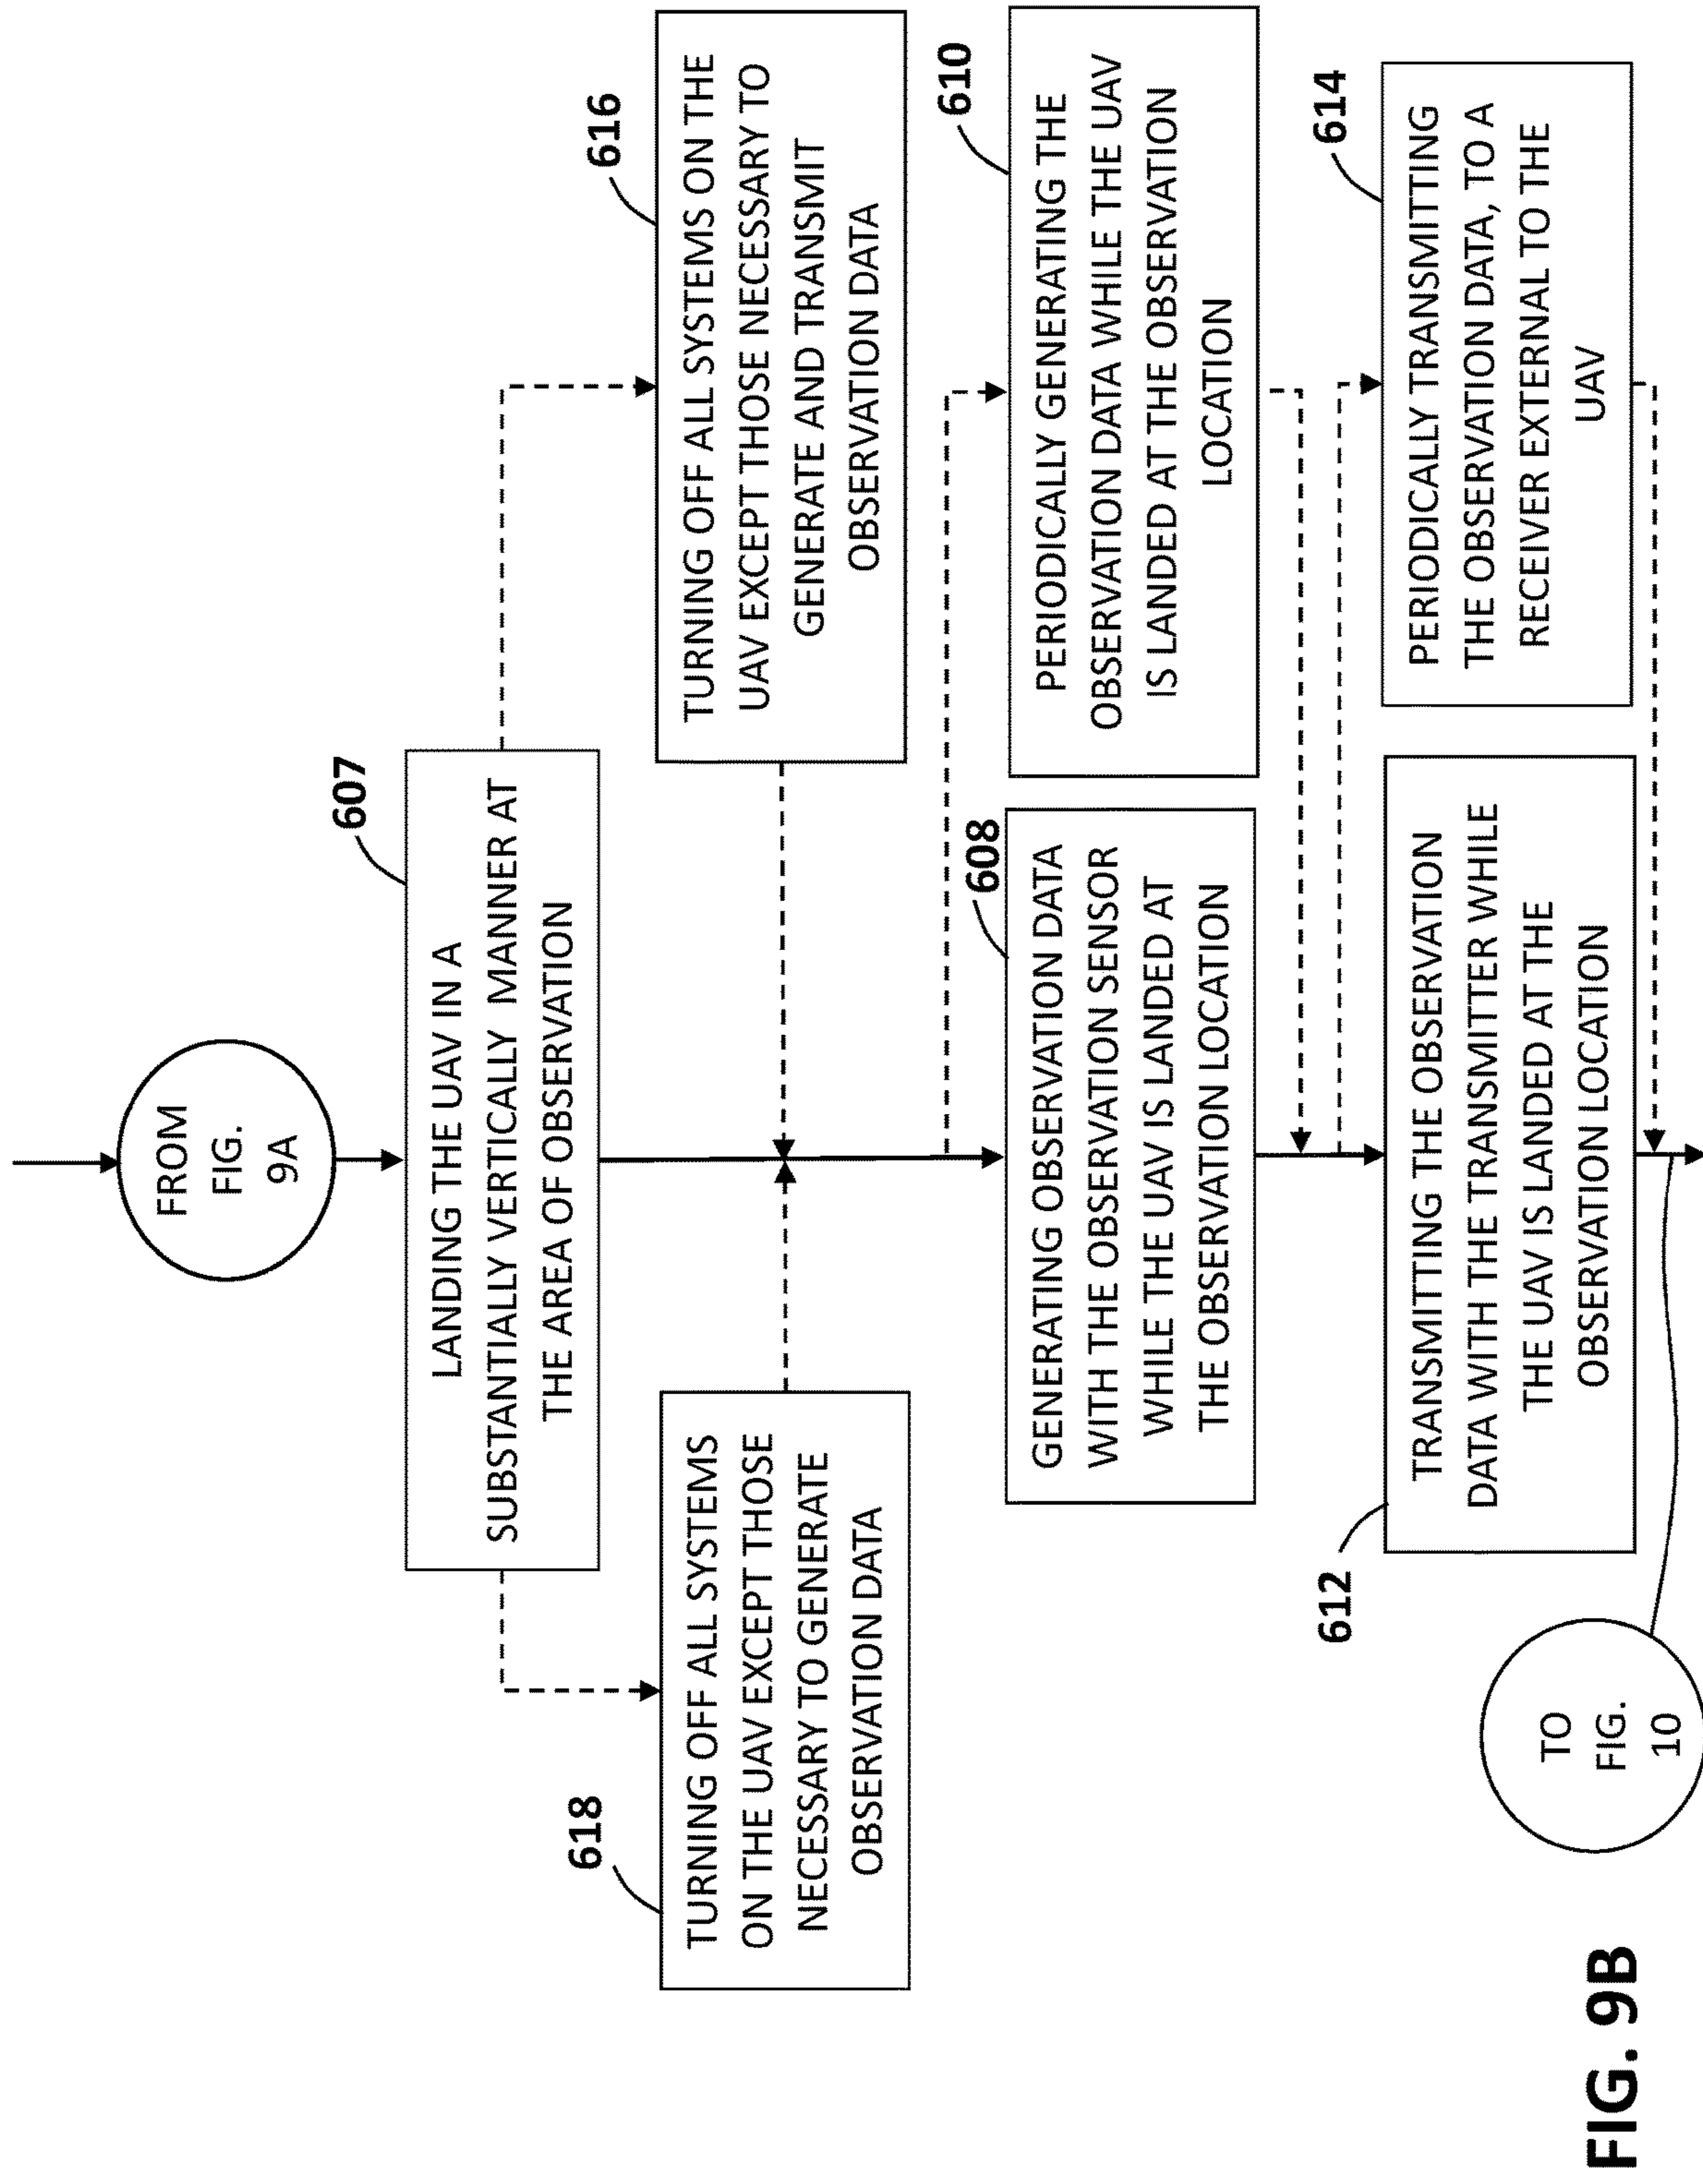 FROM
FIG.
9A
607
LANDING THE UAV IN A
SUBSTANTIALLY VERTICALLY MANNER AT
THE AREA OF OBSERVATION
618
TURNING OFF ALL SYSTEMS
ON THE UAV EXCEPT THOSE
NECESSARY TO GENERATE
OBSERVATION DATA
616
TURNING OFF ALL SYSTEMS ON THE
UAV EXCEPT THOSE NECESSARY TO
GENERATE AND TRANSMIT
OBSERVATION DATA
608
GENERATING OBSERVATION DATA
WITH THE OBSERVATION SENSOR
WHILE THE UAV IS LANDED AT
THE OBSERVATION LOCATION
610
PERIODICALLY GENERATING THE
OBSERVATION DATA WHILE THE UAV
IS LANDED AT THE OBSERVATION
LOCATION
612
TRANSMITTING THE OBSERVATION
DATA WITH THE TRANSMITTER WHILE
THE UAV IS LANDED AT THE
OBSERVATION LOCATION
614
PERIODICALLY TRANSMITTING
THE OBSERVATION DATA, TO A
RECEIVER EXTERNAL TO THE
UAV
TO
FIG.
10
FIG. 9B